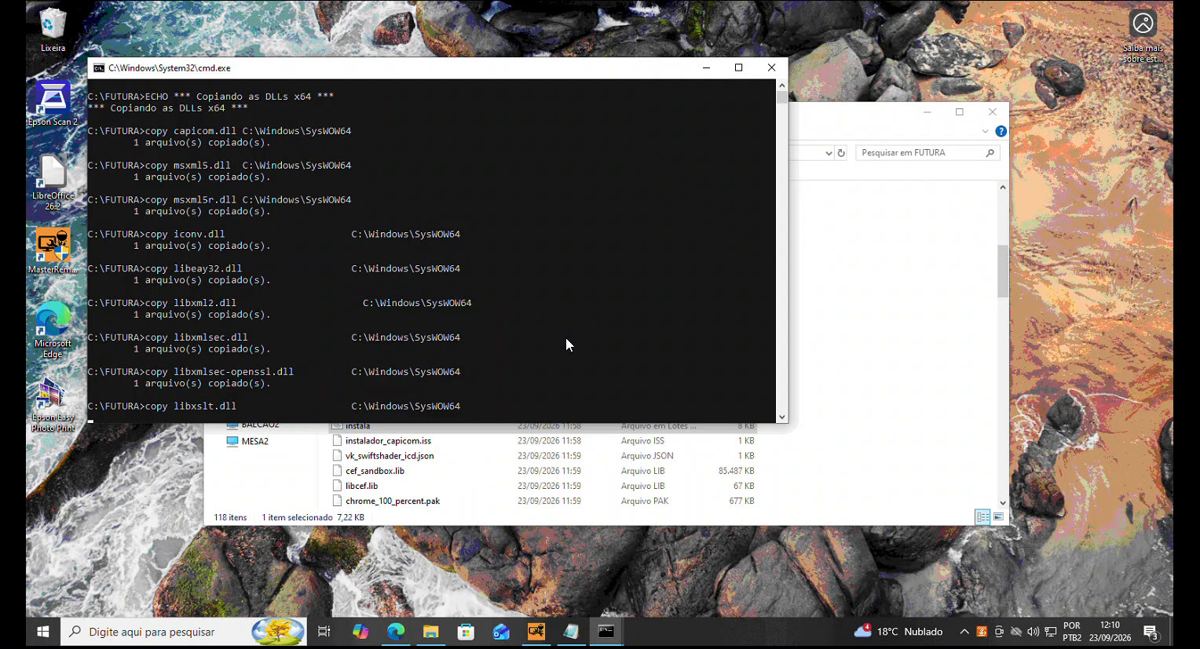 Lixeira
Epson Scan 2
LibreOffice
26.2
MasterRem...
Microsoft
Edge
Epson Easy
Photo Print
Saiba mais
sobre est...
C:\Windows\System32\cmd.exe
C:\FUTURA>ECHO *** Copiando as DLLs x64 ***
*** Copiando as DLLs x64 ***
C:\FUTURA>copy capicom.dll C:\Windows\SysWOW64
1 arquivo(s) copiado(s).
C:\FUTURA>copy msxml5.dll  C:\Windows\SysWOW64
1 arquivo(s) copiado(s).
C:\FUTURA>copy msxml5r.dll C:\Windows\SysWOW64
1 arquivo(s) copiado(s).
C:\FUTURA>copy iconv.dll C:\Windows\SysWOW64
1 arquivo(s) copiado(s).
C:\FUTURA>copy libeay32.dll C:\Windows\SysWOW64
1 arquivo(s) copiado(s).
C:\FUTURA>copy libxml2.dll C:\Windows\SysWOW64
1 arquivo(s) copiado(s).
C:\FUTURA>copy libxmlsec.dll C:\Windows\SysWOW64
1 arquivo(s) copiado(s).
C:\FUTURA>copy libxmlsec-openssl.dll C:\Windows\SysWOW64
1 arquivo(s) copiado(s).
C:\FUTURA>copy libxslt.dll C:\Windows\SysWOW64
Pesquisar em FUTURA
BALCAO2
MESA2
instala 23/09/2026 11:58 Arquivo em Lotes ... 8 KB
instalador_capicom.iss 23/09/2026 11:59 Arquivo ISS 1 KB
vk_swiftshader_icd.json 23/09/2026 11:59 Arquivo JSON 1 KB
cef_sandbox.lib 23/09/2026 11:59 Arquivo LIB 85.487 KB
libcef.lib 23/09/2026 11:59 Arquivo LIB 67 KB
chrome_100_percent.pak 23/09/2026 11:59 Arquivo PAK 677 KB
118 itens 1 item selecionado 7,22 KB
Digite aqui para pesquisar
4
18°C Nublado
POR
PTB2
12:10
23/09/2026
3